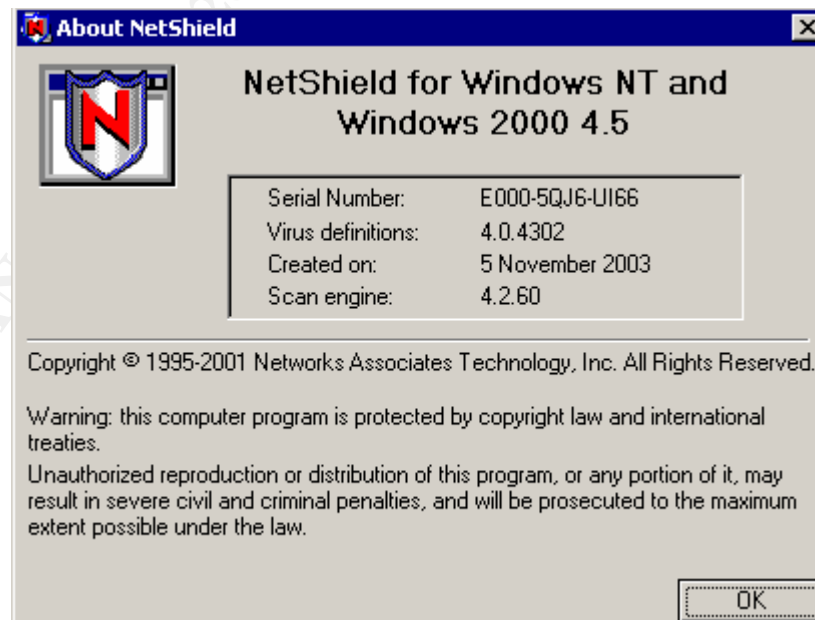 About NetShield
NetShield for Windows NT and
Windows 2000 4.5
Serial Number: E000-5QJ6-UI66
Virus definitions: 4.0.4302
Created on: 5 November 2003
Scan engine: 4.2.60
Copyright © 1995-2001 Networks Associates Technology, Inc. All Rights Reserved.
Warning: this computer program is protected by copyright law and international
treaties.
Unauthorized reproduction or distribution of this program, or any portion of it, may
result in severe civil and criminal penalties, and will be prosecuted to the maximum
extent possible under the law.
OK